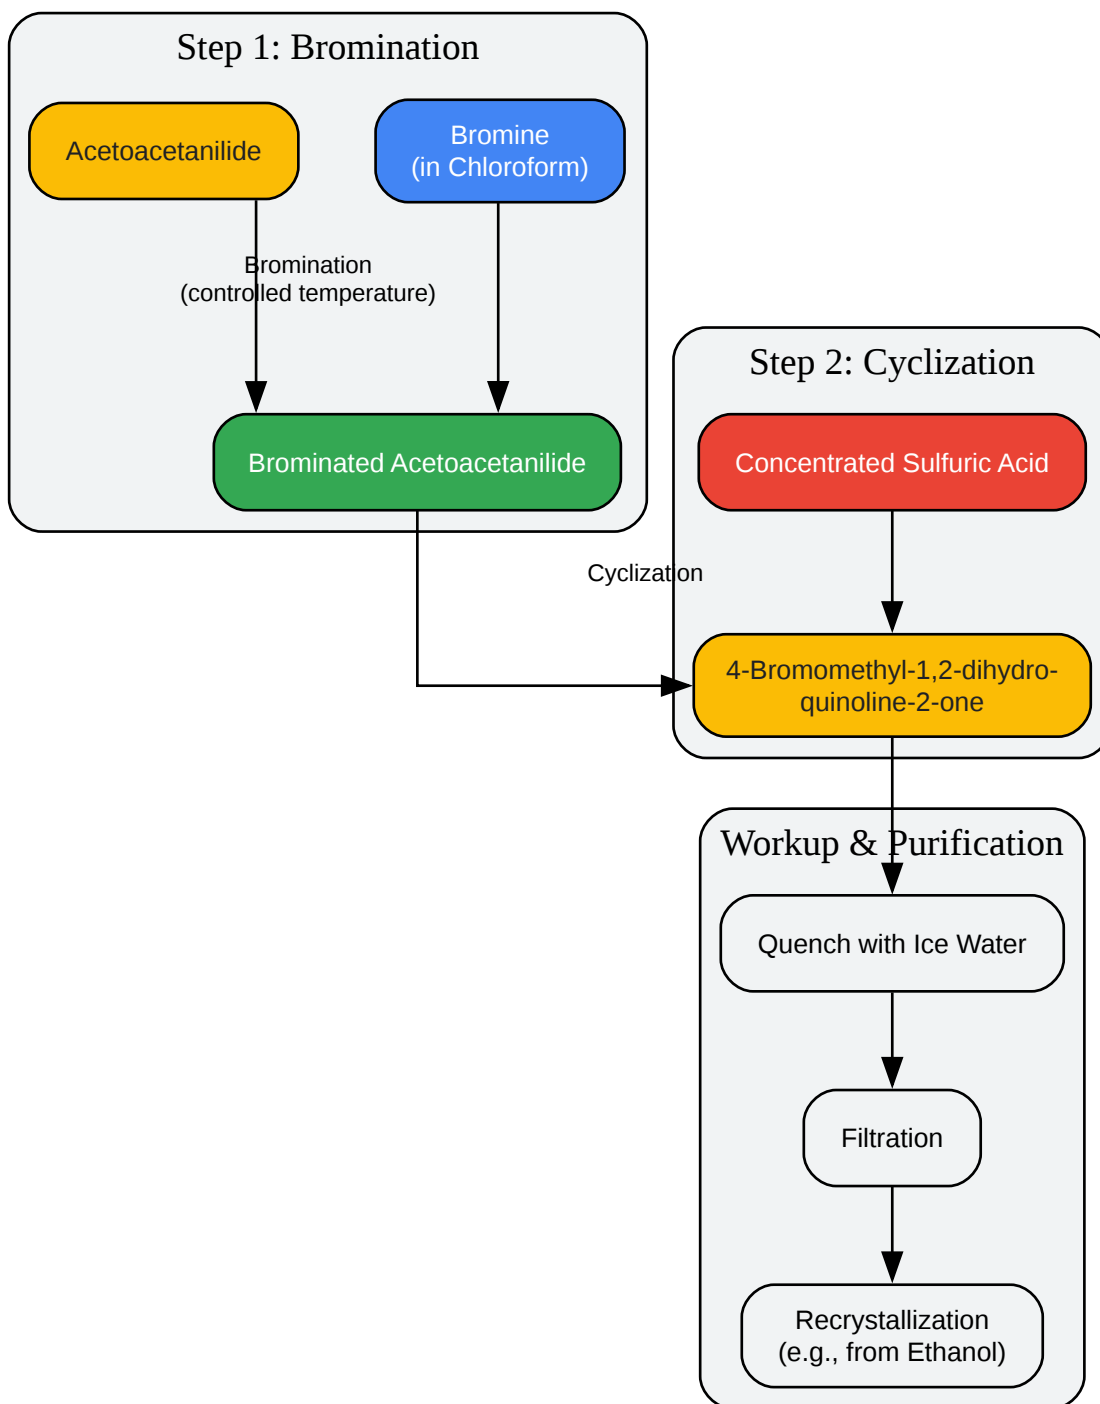 Step 1: Bromination
Acetoacetanilide
Bromine
(in Chloroform)
Bromination
(controlled temperature)
Brominated Acetoacetanilide
Step 2: Cyclization
Concentrated Sulfuric Acid
Cyclization
4-Bromomethyl-1,2-dihydro-
quinoline-2-one
Workup & Purification
Quench with Ice Water
Filtration
Recrystallization
(e.g., from Ethanol)